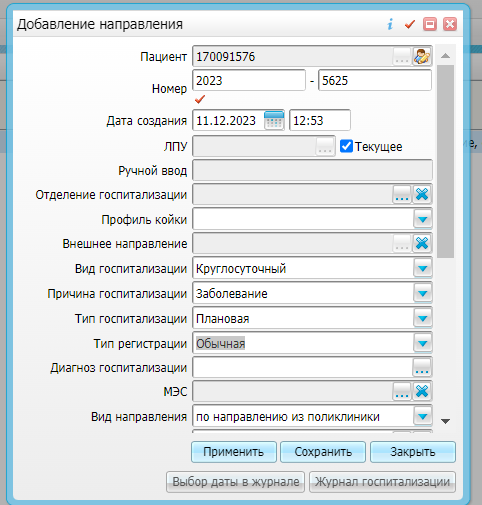 Добавление направления
Пациент 170091576 ...
Номер 2023 - 5625
Дата создания 11.12.2023 12:53
ЛПУ ... Текущее
Ручной ввод
Отделение госпитализации ...
Профиль койки
Внешнее направление ...
Вид госпитализации Круглосуточный
Причина госпитализации Заболевание
Тип госпитализации Плановая
Тип регистрации Обычная
Диагноз госпитализации ...
МЭС ...
Вид направления по направлению из поликлиники
Применить Сохранить Закрыть
Выбор даты в журнале Журнал госпитализации